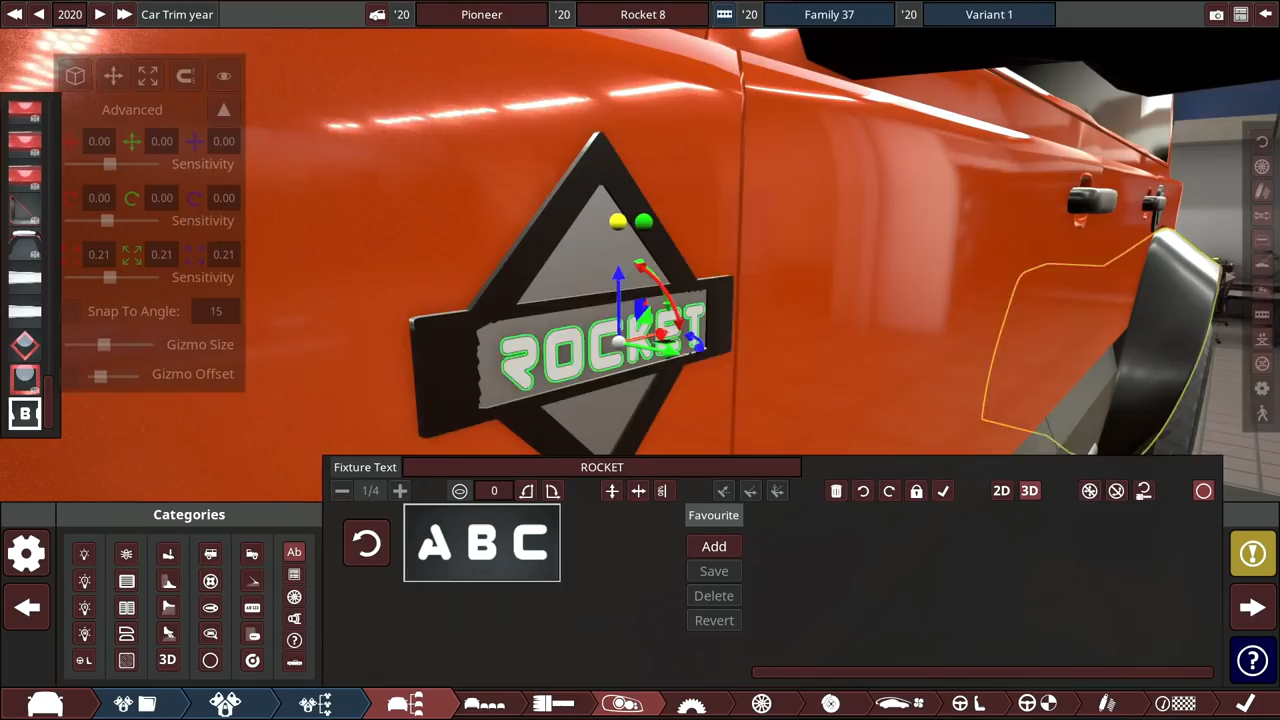 2020 Car Trim year '20 Pioneer '20 Rocket 8 '20 Family 37 '20 Variant 1
Advanced
0.00 0.00 0.00
Sensitivity
0.00 0.00 0.00
Sensitivity
0.21 0.21 0.21
Sensitivity
Snap To Angle: 15
Gizmo Size
Gizmo Offset
ROCKET
B
Fixture Text ROCKET
1/4 0 2D 3D
Categories
A B C
Favourite
Add
Save
Delete
Revert
Ab
AB 123
L
3D
?
?